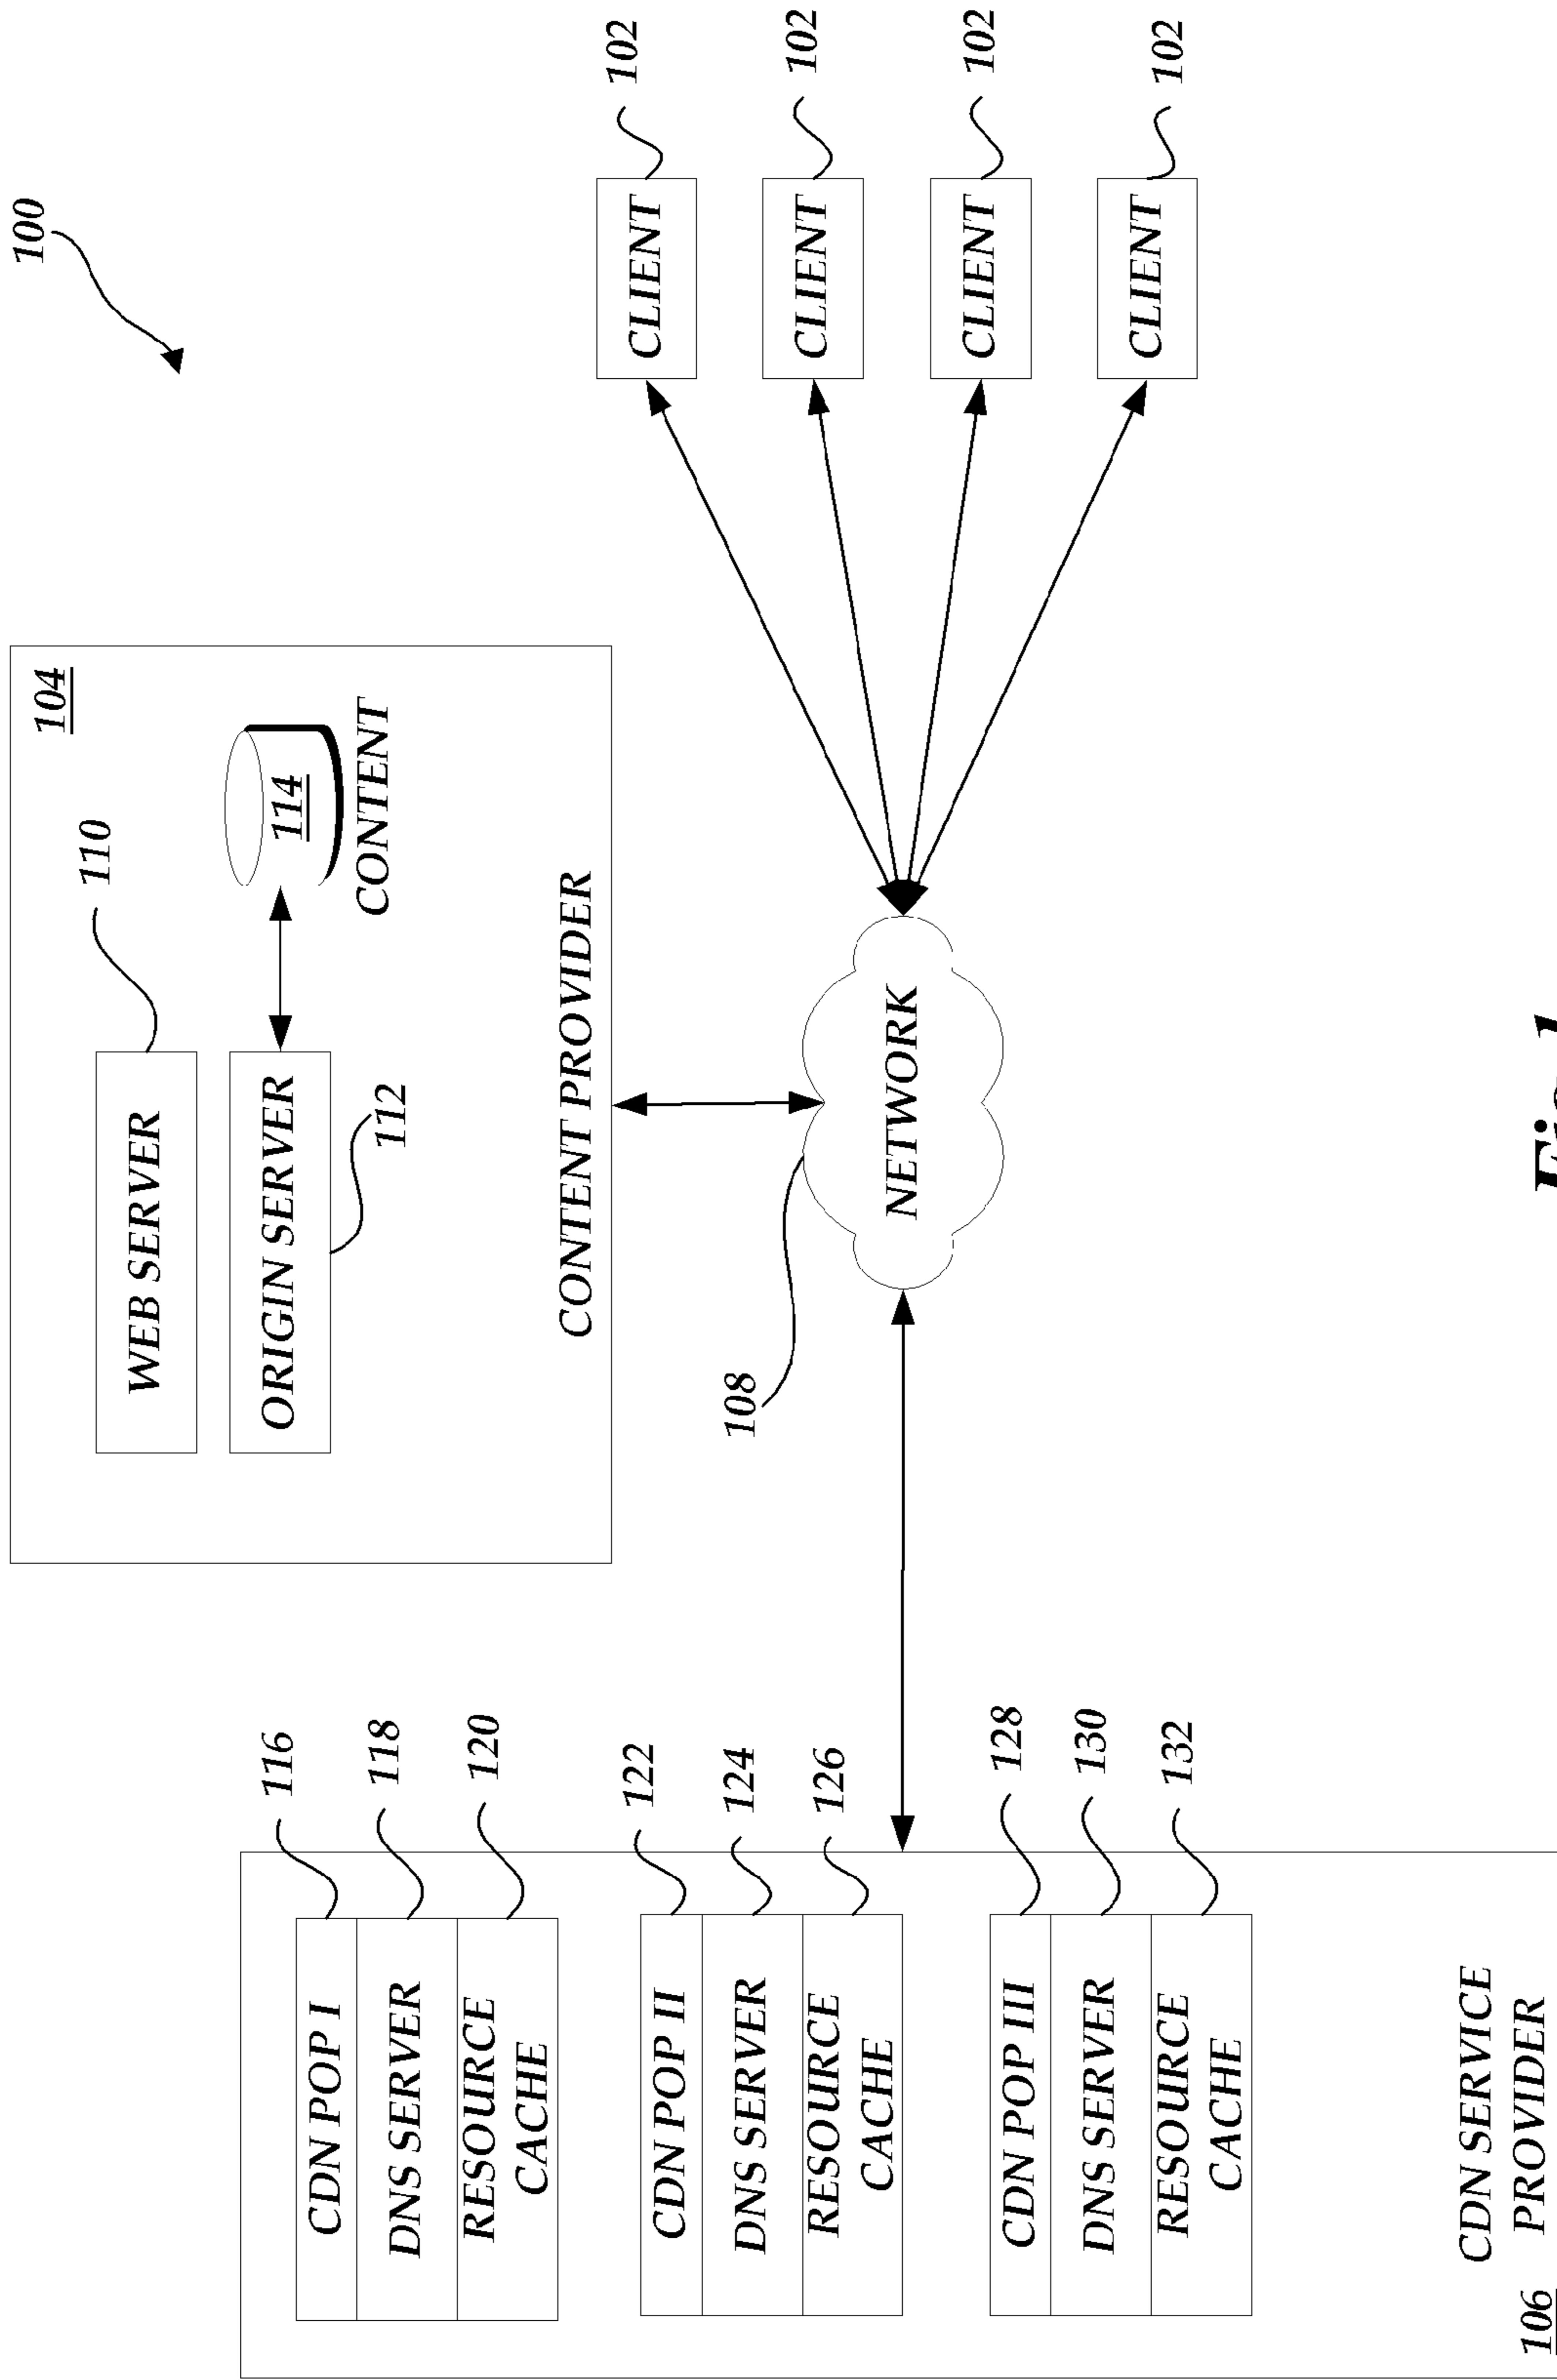 100
104
110
WEB SERVER
114
ORIGIN SERVER
CONTENT
112
CONTENT PROVIDER
CLIENT
102
CLIENT
102
CLIENT
102
CLIENT
102
108
NETWORK
116
CDN POP I
118
DNS SERVER
120
RESOURCE
CACHE
122
CDN POP II
124
DNS SERVER
126
RESOURCE
CACHE
128
CDN POP III
130
DNS SERVER
132
RESOURCE
CACHE
CDN SERVICE
PROVIDER
106